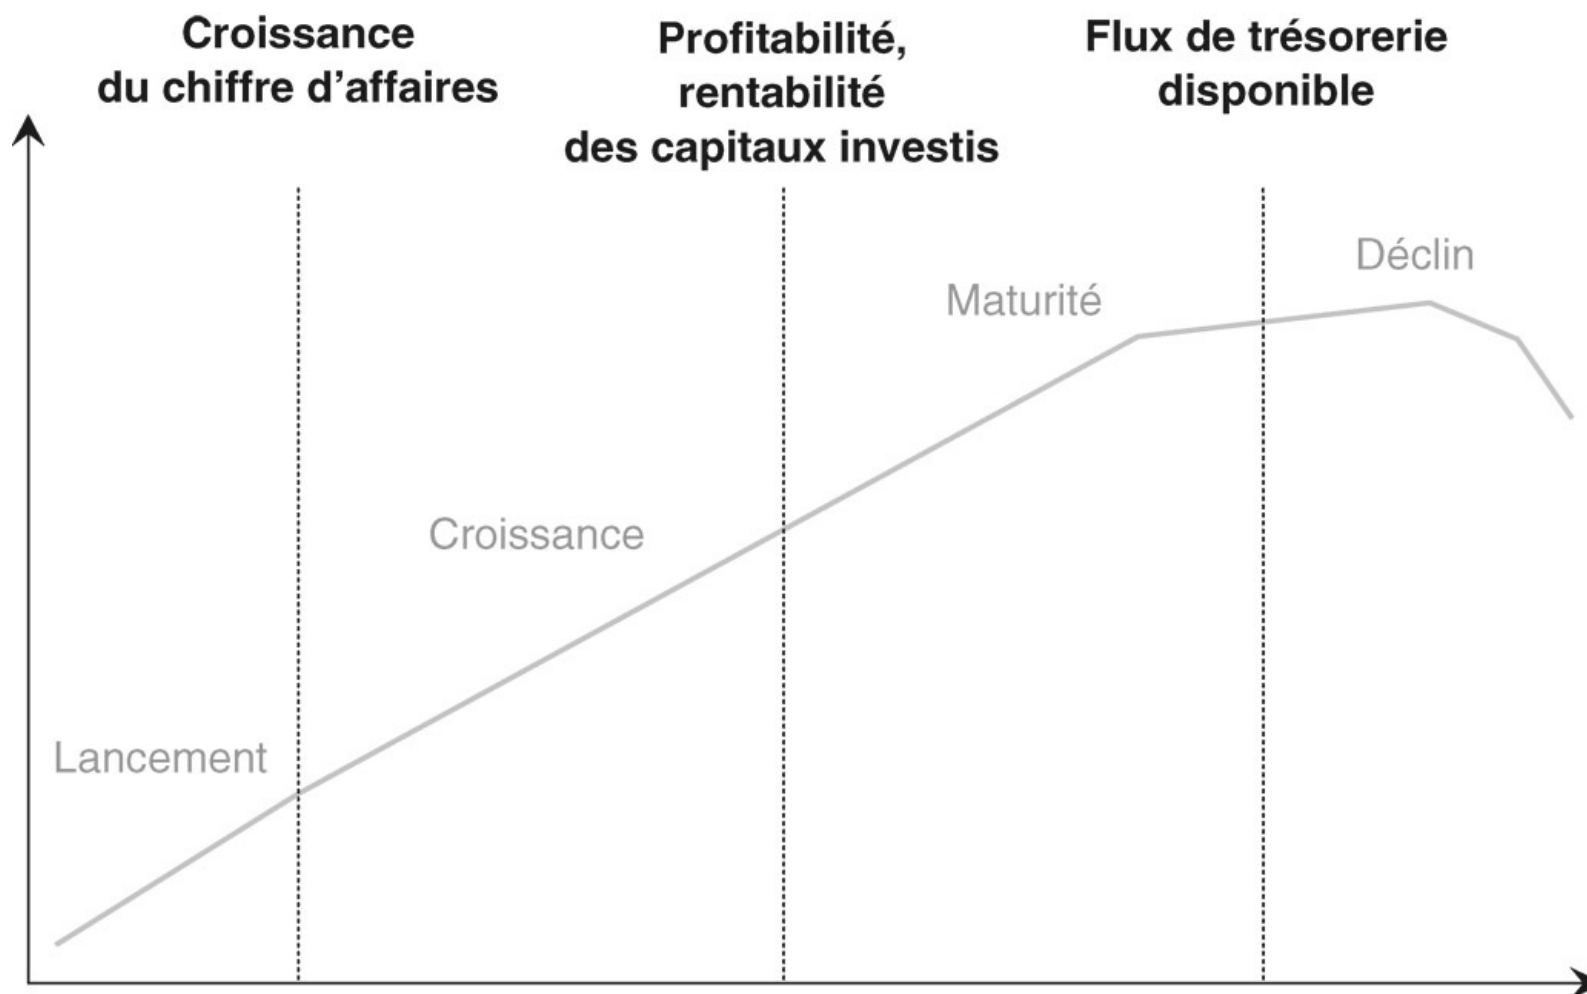 Croissance
du chiffre d’affaires
Profitabilité,
rentabilité
des capitaux investis
Flux de trésorerie
disponible
Déclin
Maturité
Croissance
Lancement